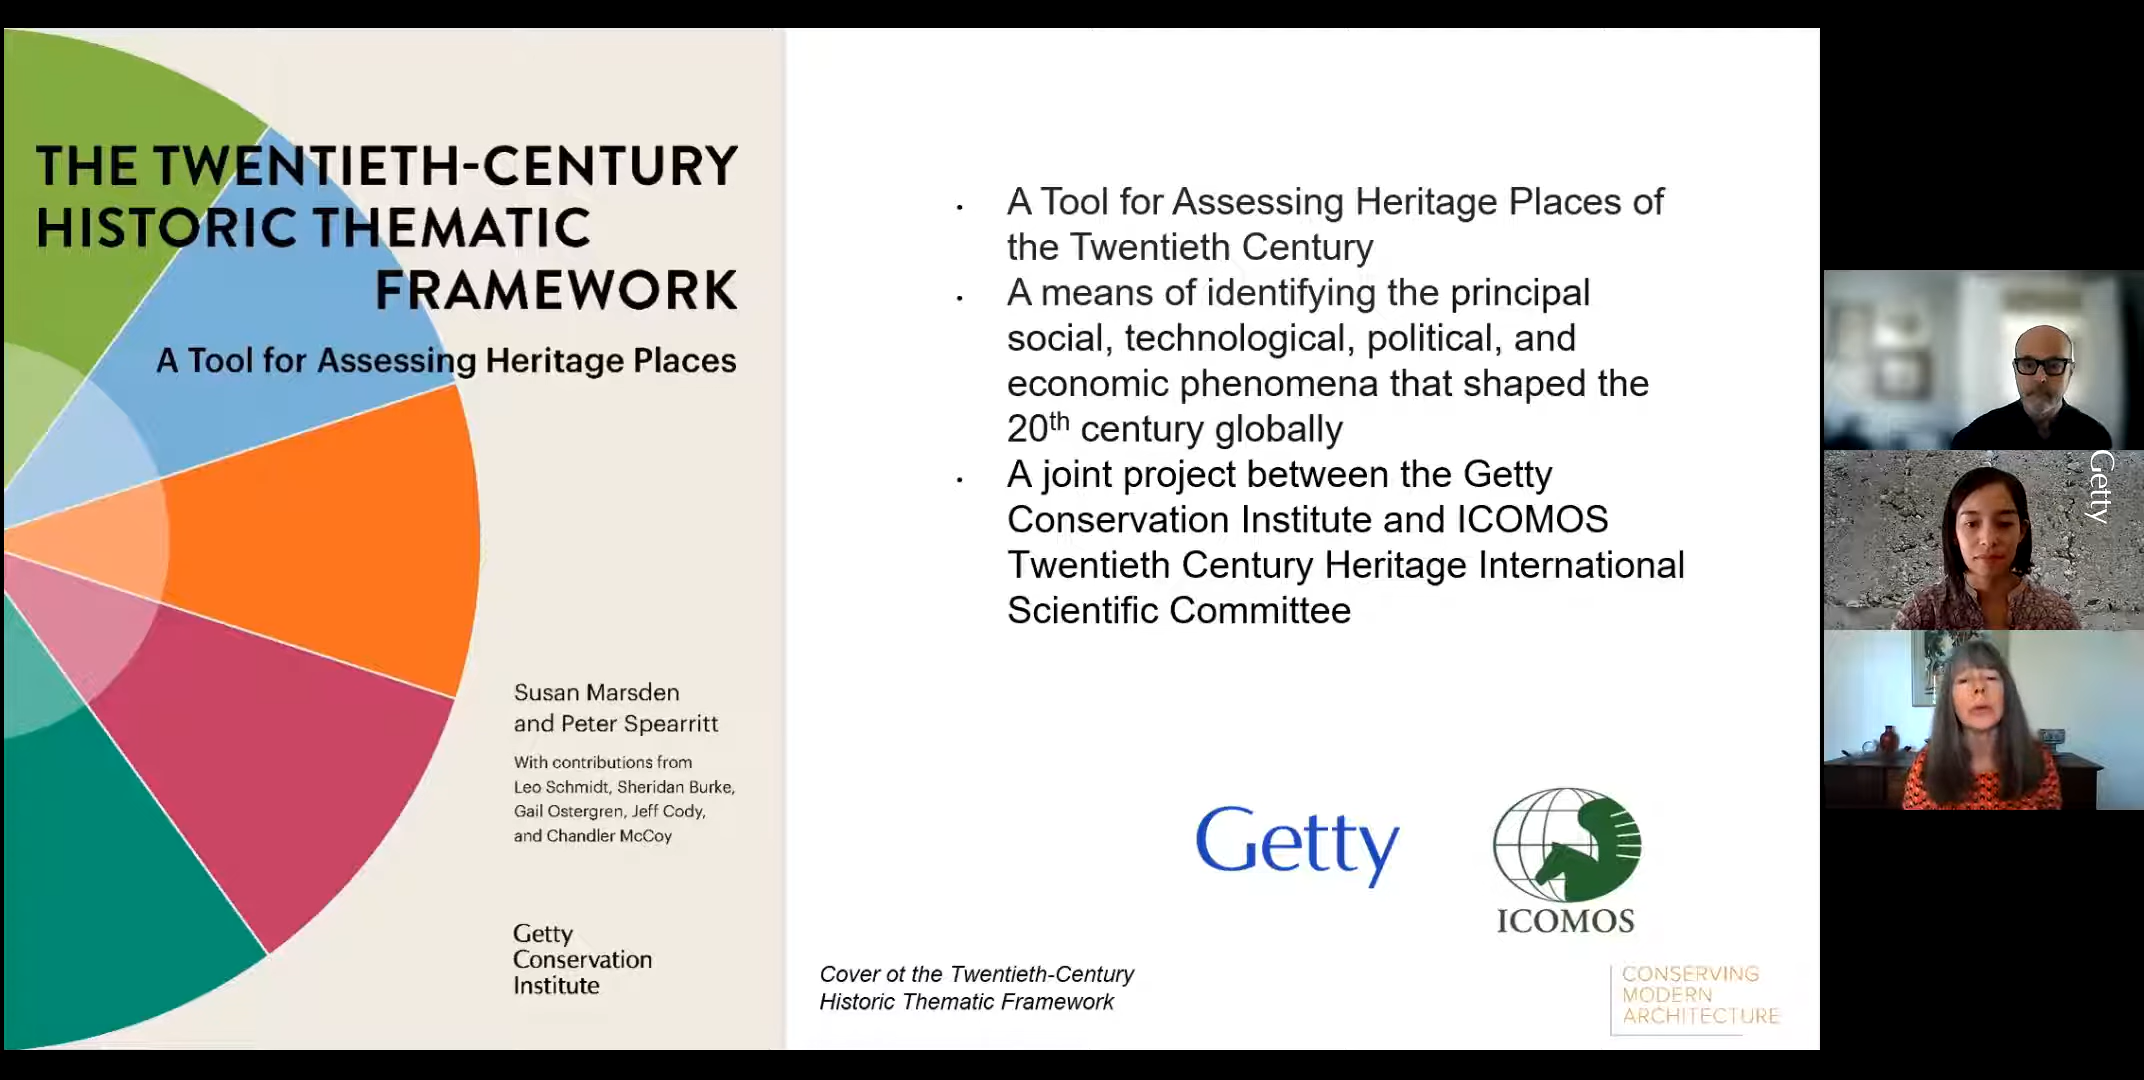 THE TWENTIETH-CENTURY
HISTORIC THEMATIC
FRAMEWORK
A Tool for Assessing Heritage Places
Susan Marsden
and Peter Spearritt
With contributions from
Leo Schmidt, Sheridan Burke,
Gail Ostergren, Jeff Cody,
and Chandler McCoy
Getty
Conservation
Institute
• A Tool for Assessing Heritage Places of
the Twentieth Century
• A means of identifying the principal
social, technological, political, and
economic phenomena that shaped the
20th century globally
• A joint project between the Getty
Conservation Institute and ICOMOS
Twentieth Century Heritage International
Scientific Committee
Getty
ICOMOS
Cover ot the Twentieth-Century
Historic Thematic Framework
CONSERVING
MODERN
ARCHITECTURE
Getty